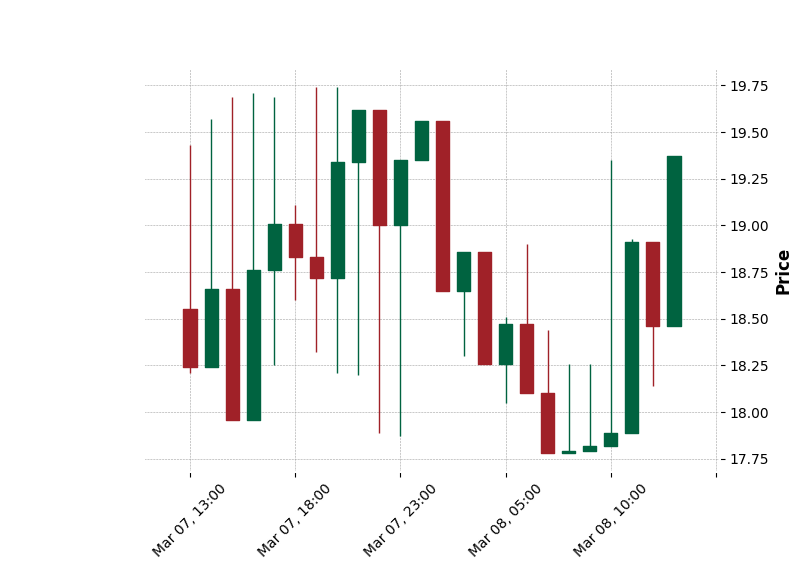 19.75
19.50
19.25
19.00
18.75
18.50
18.25
18.00
17.75
Price
Mar 07, 13:00
Mar 07, 18:00
Mar 07, 23:00
Mar 08, 05:00
Mar 08, 10:00